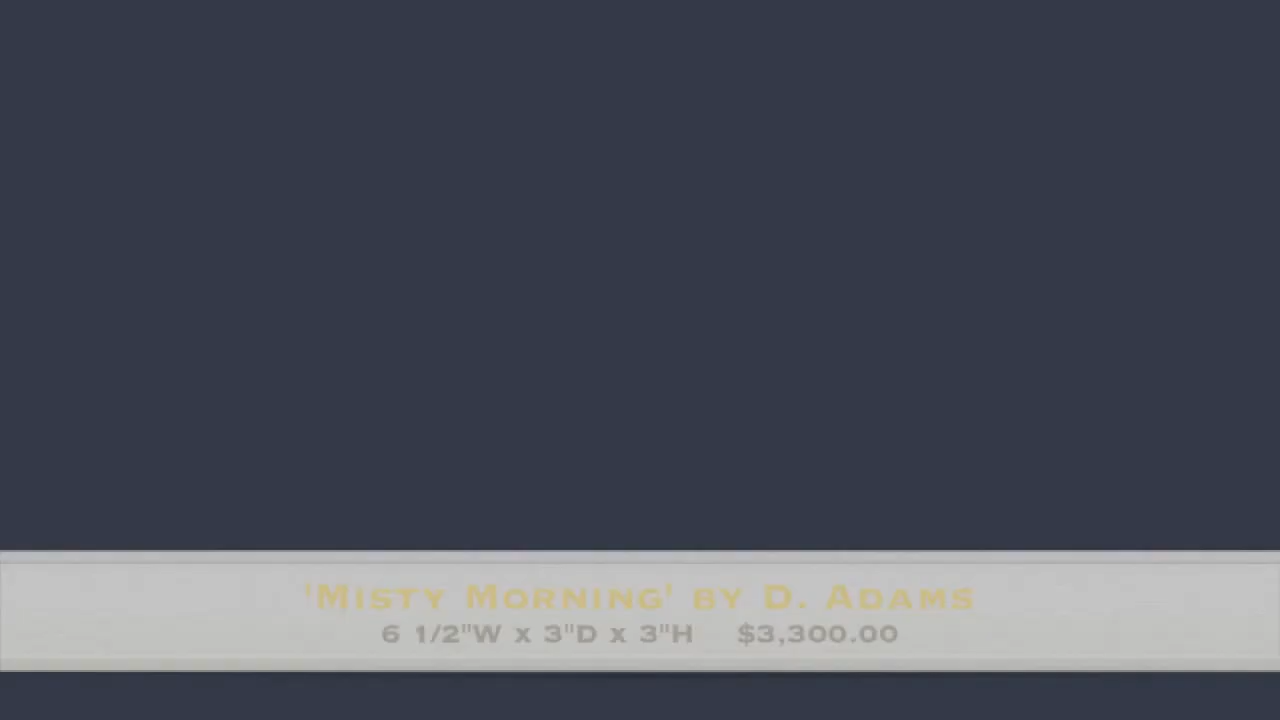 'Misty Morning' by D. Adams
6 1/2"W x 3"D x 3"H $3,300.00